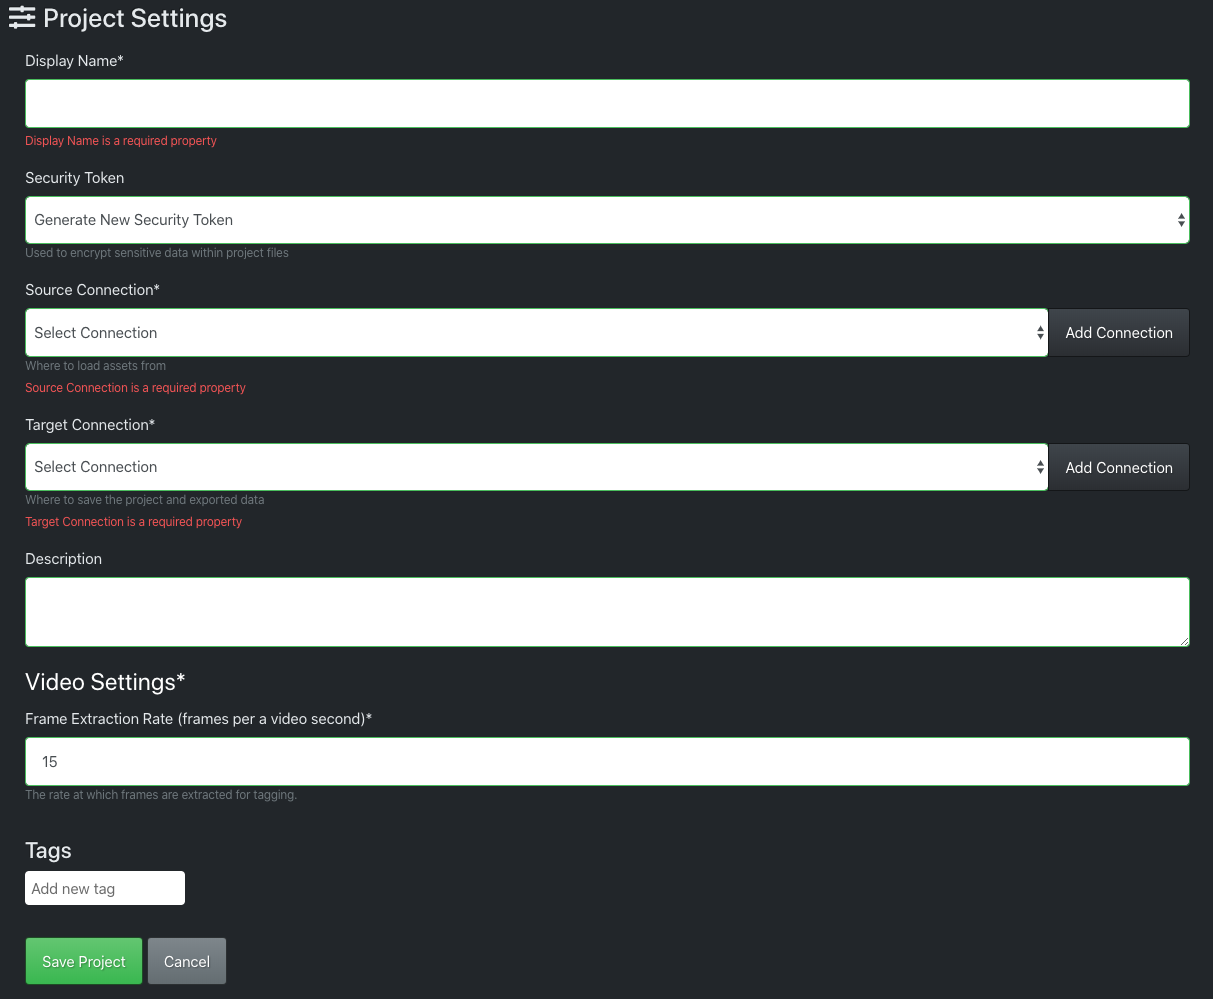 Project Settings
Display Name*
Display Name is a required property
Security Token
Generate New Security Token
Used to encrypt sensitive data within project files
Source Connection*
Select Connection
Add Connection
Where to load assets from
Source Connection is a required property
Target Connection*
Select Connection
Add Connection
Where to save the project and exported data
Target Connection is a required property
Description
Video Settings*
Frame Extraction Rate (frames per a video second)*
15
The rate at which frames are extracted for tagging.
Tags
Add new tag
Save Project
Cancel